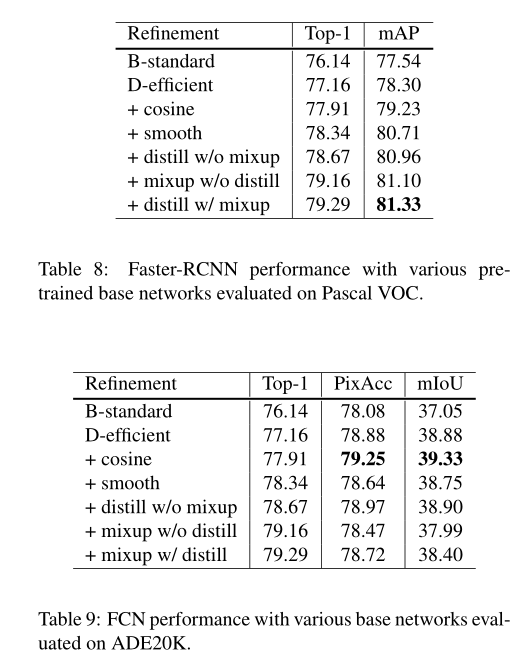 Refinement Top-1 mAP
B-standard 76.14 77.54
D-efficient 77.16 78.30
+ cosine 77.91 79.23
+ smooth 78.34 80.71
+ distill w/o mixup 78.67 80.96
+ mixup w/o distill 79.16 81.10
+ distill w/ mixup 79.29 81.33
Table 8: Faster-RCNN performance with various pre-
trained base networks evaluated on Pascal VOC.
Refinement Top-1 PixAcc mIoU
B-standard 76.14 78.08 37.05
D-efficient 77.16 78.88 38.88
+ cosine 77.91 79.25 39.33
+ smooth 78.34 78.64 38.75
+ distill w/o mixup 78.67 78.97 38.90
+ mixup w/o distill 79.16 78.47 37.99
+ mixup w/ distill 79.29 78.72 38.40
Table 9: FCN performance with various base networks eval-
uated on ADE20K.